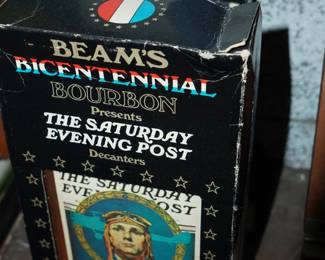 BEAM'S
BICENTENNIAL
BOURBON
Presents
THE SATURDAY
EVENING POST
Decanters
THE SATURDAY
EVE POST